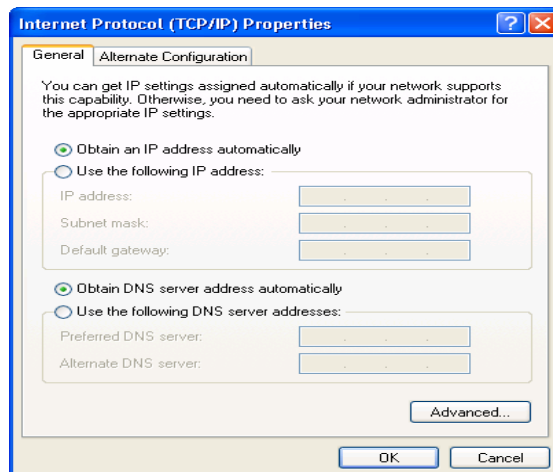 Internet Protocol (TCP/IP) Properties
General
Alternate Configuration
You can get IP settings assigned automatically if your network supports
this capability. Otherwise, you need to ask your network administrator for
the appropriate IP settings.
Obtain an IP address automatically
Use the following IP address:
IP address:
Subnet mask:
Default gateway:
Obtain DNS server address automatically
Use the following DNS server addresses:
Preferred DNS server:
Alternate DNS server:
Advanced...
OK
Cancel